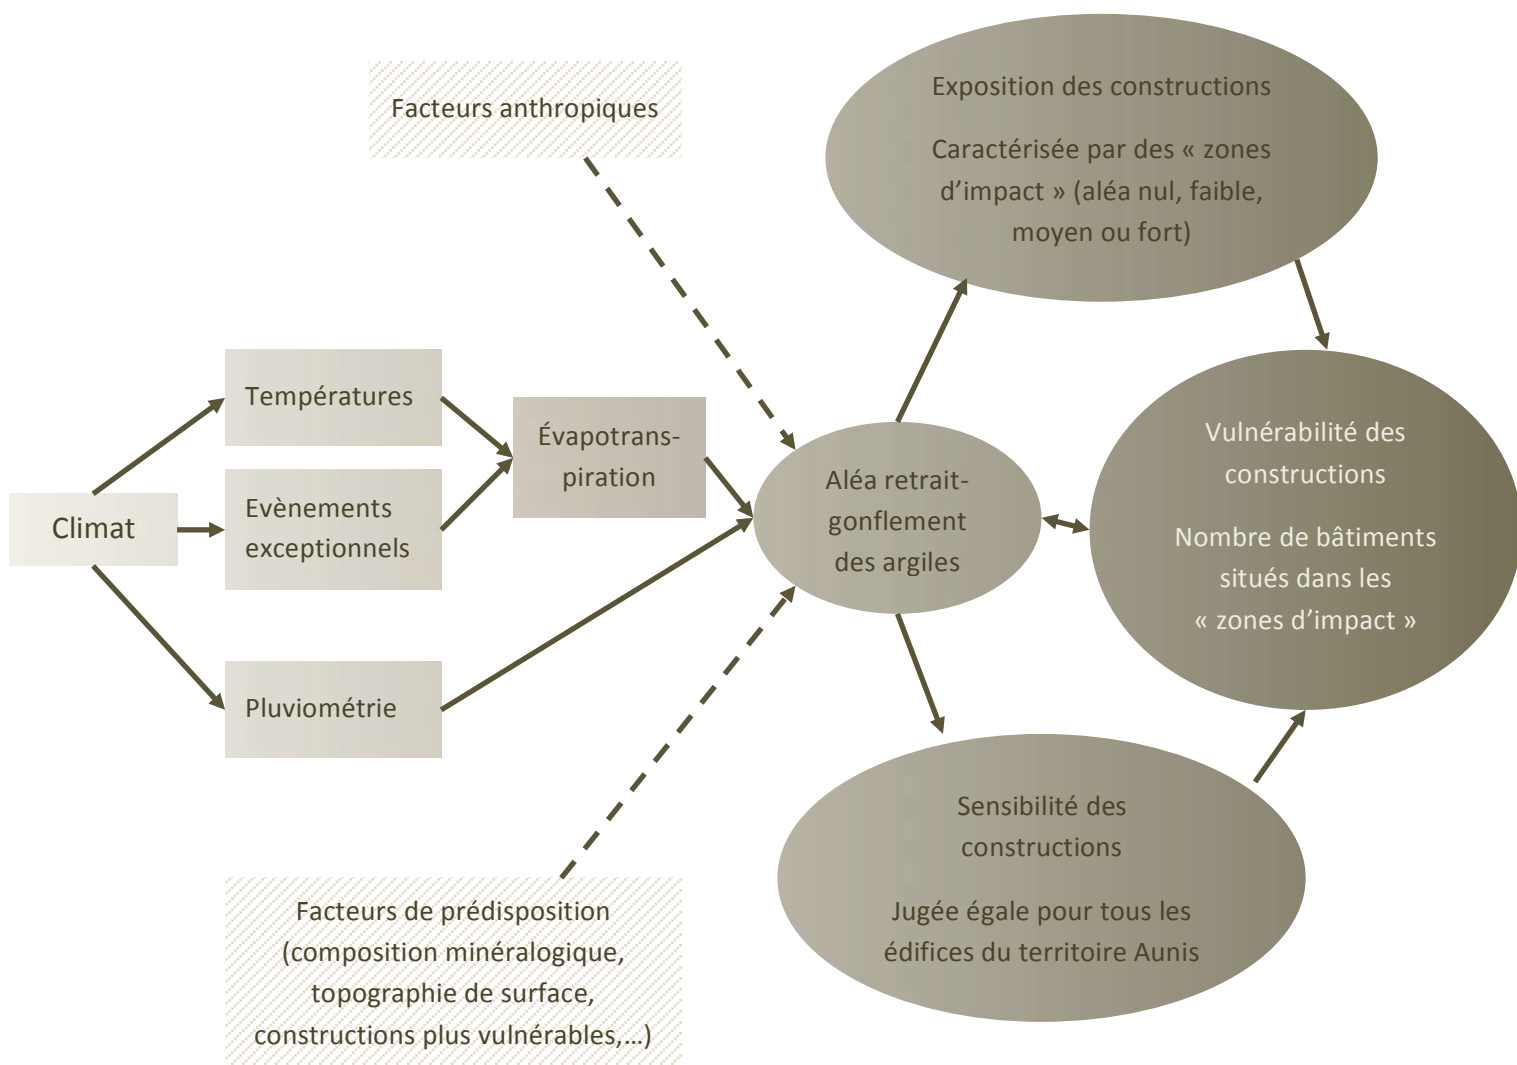 Facteurs anthropiques
Exposition des constructions
Caractérisée par des « zones
d’impact » (aléa nul, faible,
moyen ou fort)
Températures
Évapotrans-
piration
Evènements
exceptionnels
Climat
Pluviométrie
Aléa retrait-
gonflement
des argiles
Vulnérabilité des
constructions
Nombre de bâtiments
situés dans les
« zones d’impact »
Sensibilité des
constructions
Jugée égale pour tous les
édifices du territoire Aunis
Facteurs de prédisposition
(composition minéralogique,
topographie de surface,
constructions plus vulnérables,…)